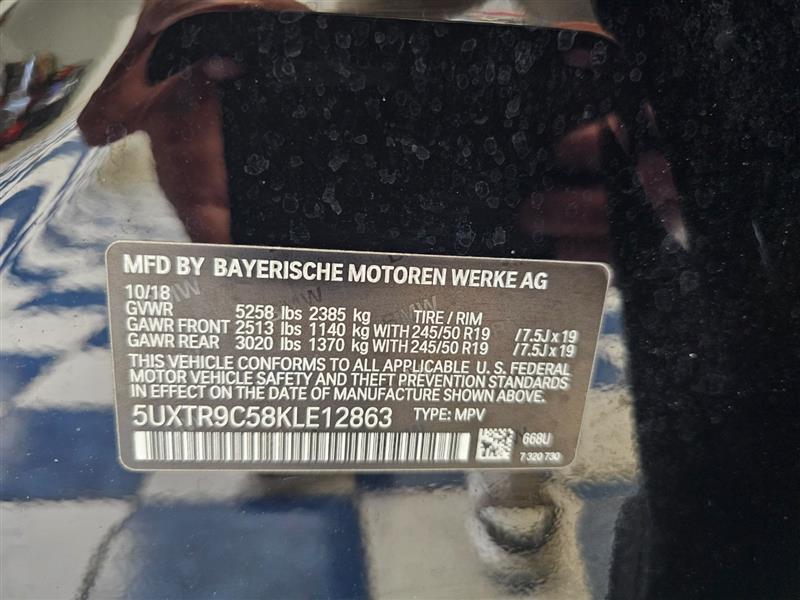 MFD BY BAYERISCHE MOTOREN WERKE AG
10/18
GVWR 5258 lbs 2385 kg TIRE / RIM
GAWR FRONT 2513 lbs 1140 kg WITH 245/50 R19 / 7.5J x 19
GAWR REAR 3020 lbs 1370 kg WITH 245/50 R19 / 7.5J x 19
THIS VEHICLE CONFORMS TO ALL APPLICABLE U. S. FEDERAL
MOTOR VEHICLE SAFETY AND THEFT PREVENTION STANDARDS
IN EFFECT ON THE DATE OF MANUFACTURE SHOWN ABOVE.
5UXTR9C58KLE12863 TYPE: MPV
668U
7 320 730